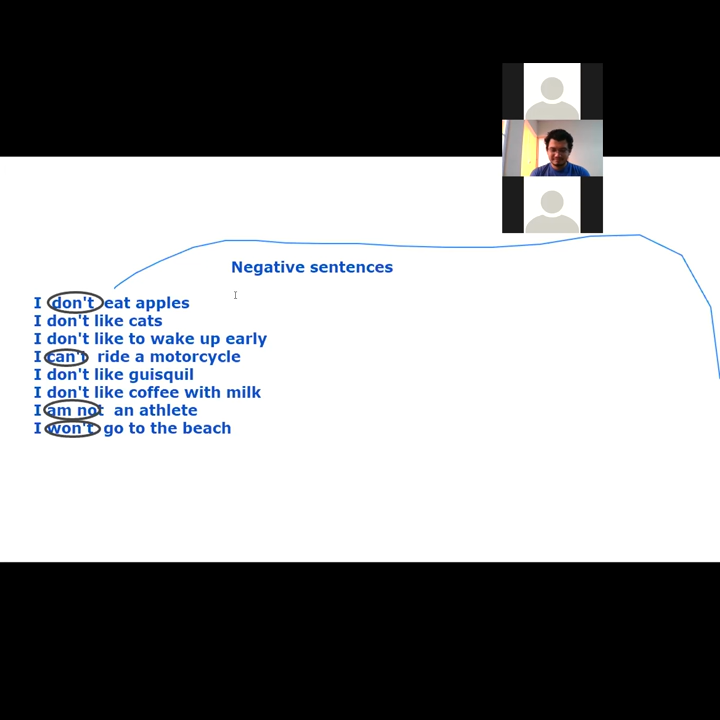 Negative sentences
I don't eat apples
I don't like cats
I don't like to wake up early
I can't ride a motorcycle
I don't like guisquil
I don't like coffee with milk
I am not an athlete
I won't go to the beach